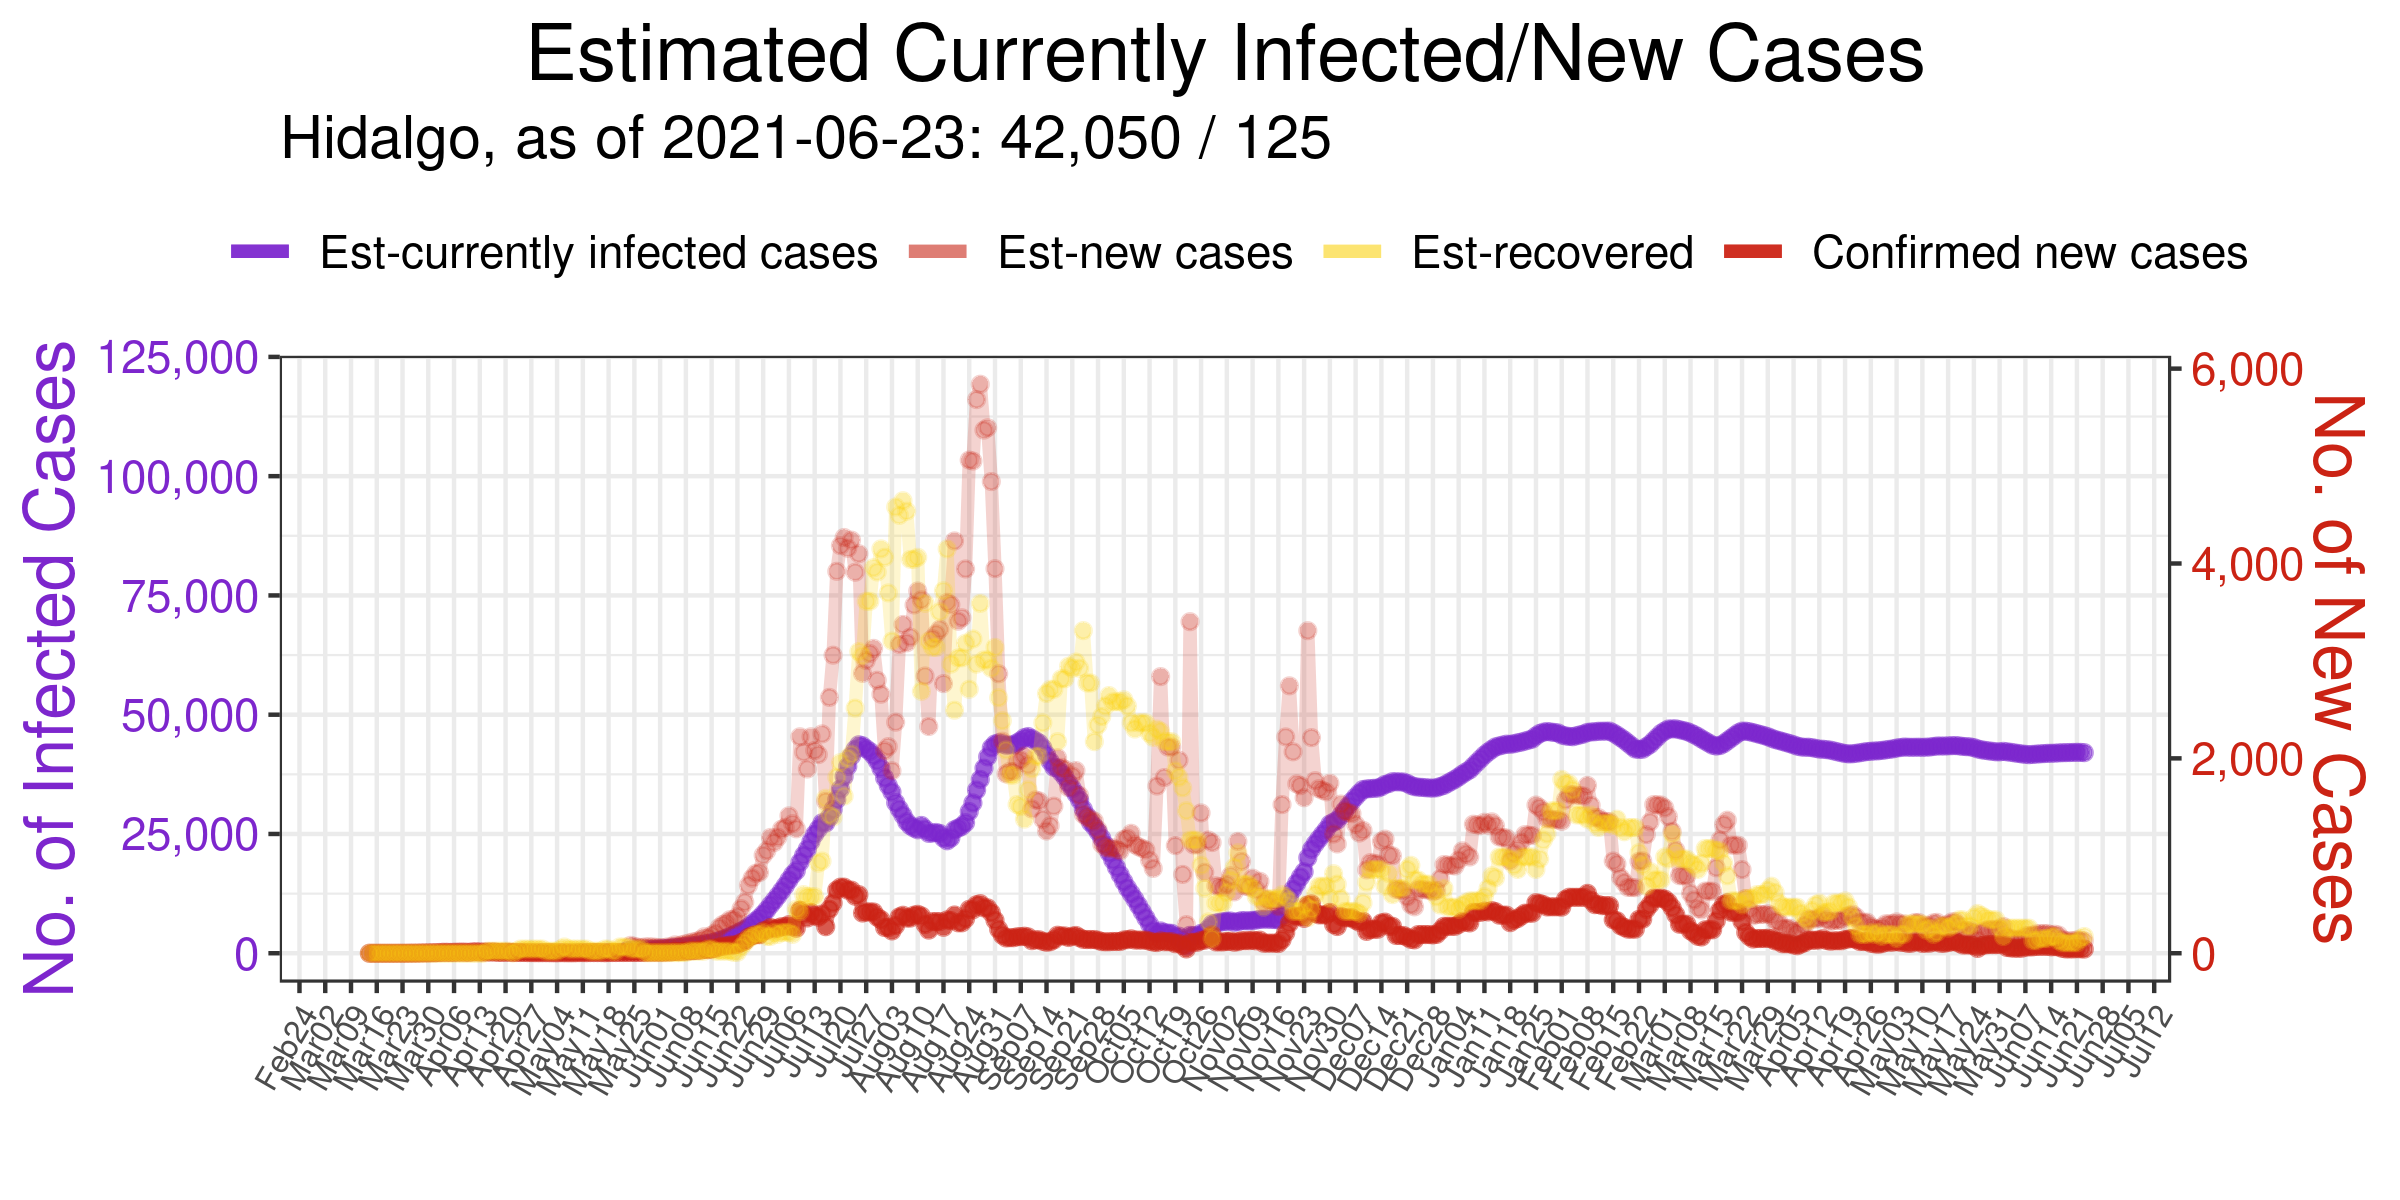 Estimated Currently Infected/New Cases
Hidalgo, as of 2021-06-23: 42,050 / 125
Est-currently infected cases Est-new cases Est-recovered Confirmed new cases
No. of Infected Cases
125,000
100,000
75,000
50,000
25,000
0
6,000
4,000
2,000
0
No. of New Cases
Feb24 Mar02 Mar09 Mar16 Mar23 Mar30 Apr06 Apr13 Apr20 Apr27 May04 May11 May18 May25 Jun01 Jun08 Jun15 Jun22 Jun29 Jul06 Jul13 Jul20 Jul27 Aug03 Aug10 Aug17 Aug24 Aug31 Sep07 Sep14 Sep21 Sep28 Oct05 Oct12 Oct19 Oct26 Nov02 Nov09 Nov16 Nov23 Nov30 Dec07 Dec14 Dec21 Dec28 Jan04 Jan11 Jan18 Jan25 Feb01 Feb08 Feb15 Feb22 Mar01 Mar08 Mar15 Mar22 Mar29 Apr05 Apr12 Apr19 Apr26 May03 May10 May17 May24 May31 Jun07 Jun14 Jun21 Jun28 Jul05 Jul12